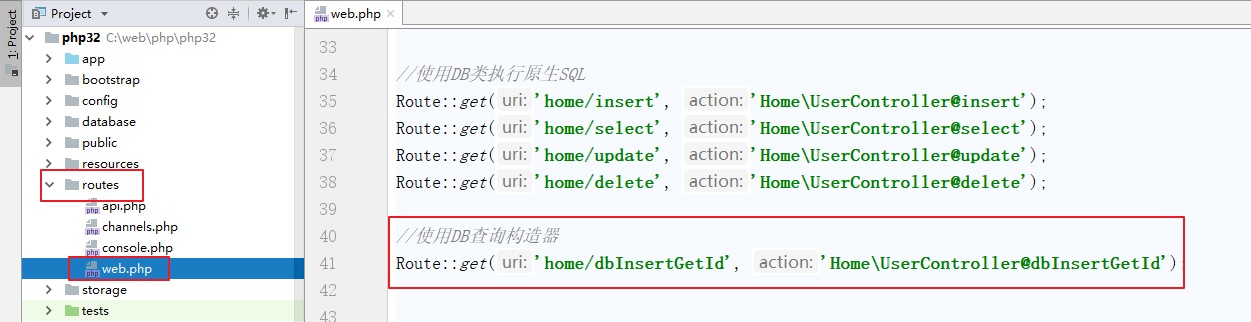 1: Project
Project
php32 C:\web\php\php32
app
bootstrap
config
database
public
resources
routes
api.php
channels.php
console.php
web.php
storage
tests
web.php
33
34 //使用DB类执行原生SQL
35 Route::get( uri: 'home/insert', action: 'Home\UserController@insert');
36 Route::get( uri: 'home/select', action: 'Home\UserController@select');
37 Route::get( uri: 'home/update', action: 'Home\UserController@update');
38 Route::get( uri: 'home/delete', action: 'Home\UserController@delete');
39
40 //使用DB查询构造器
41 Route::get( uri: 'home/dbInsertGetId', action: 'Home\UserController@dbInsertGetId');
42
43